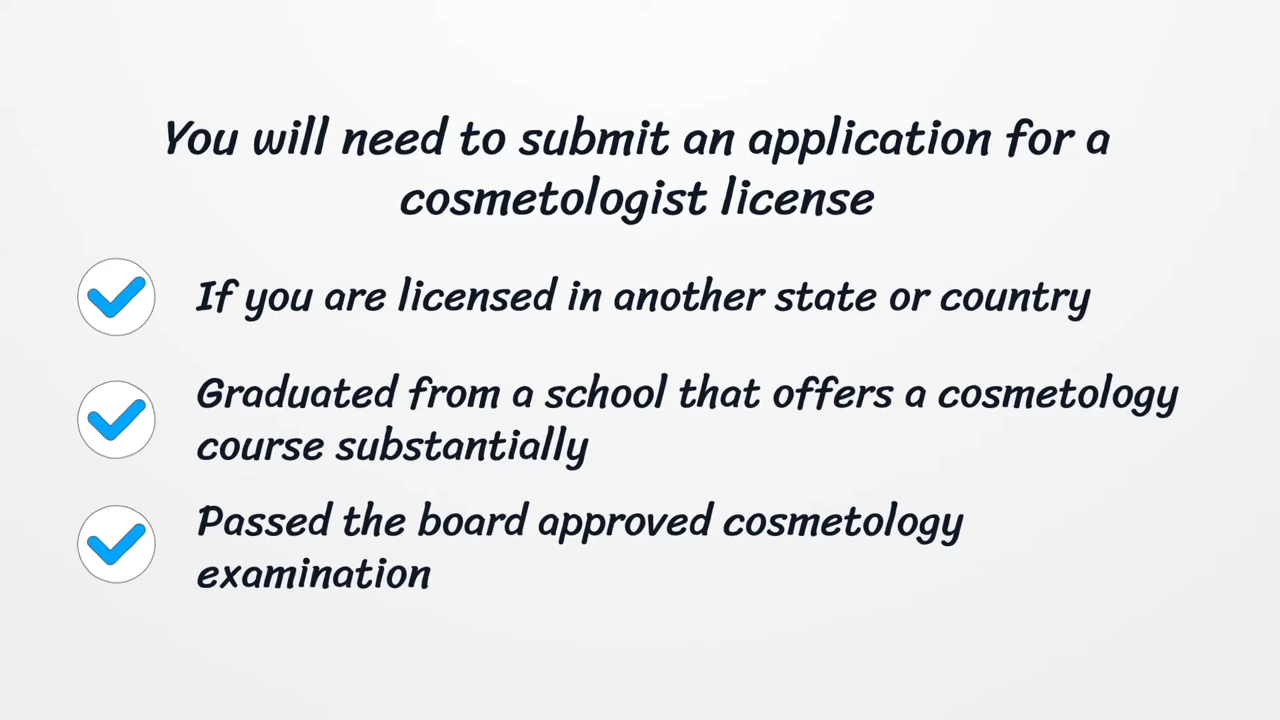 You will need to submit an application for a
cosmetologist license
If you are licensed in another state or country
Graduated from a school that offers a cosmetology
course substantially
Passed the board approved cosmetology
examination